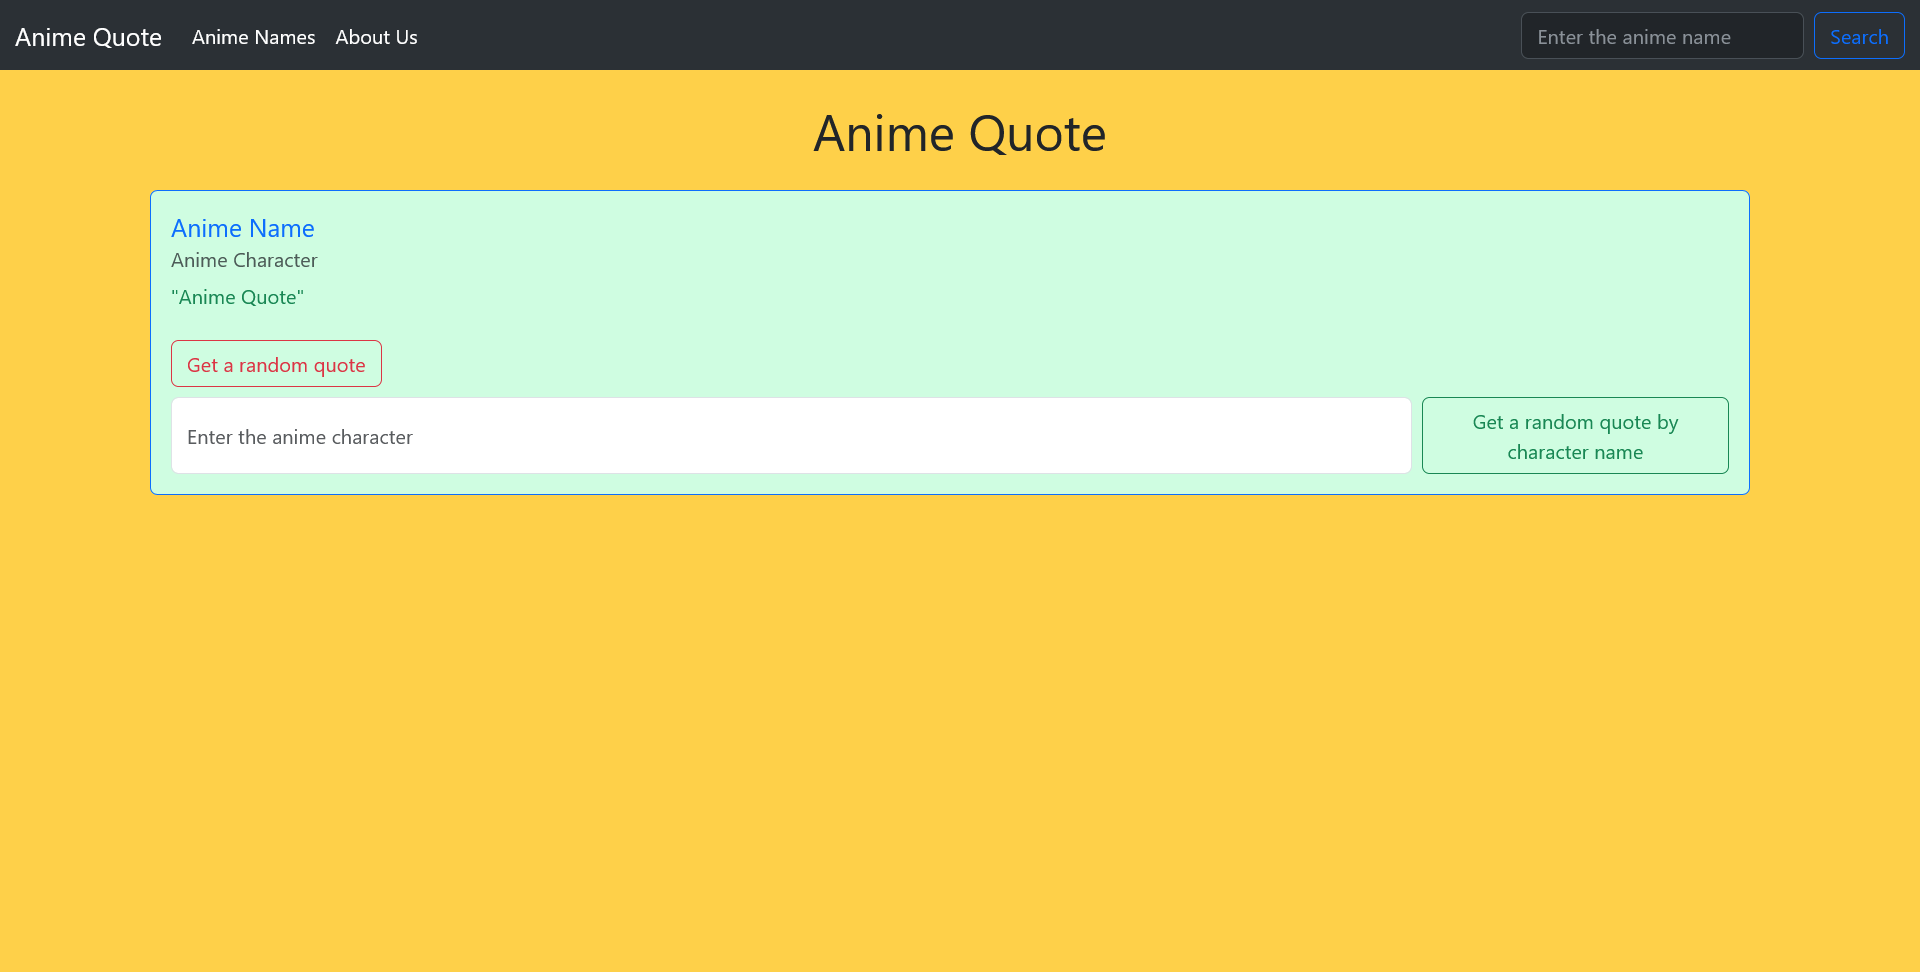 Anime Quote Anime Names About Us Enter the anime name Search
Anime Quote
Anime Name
Anime Character
"Anime Quote"
Get a random quote
Enter the anime character
Get a random quote by
character name